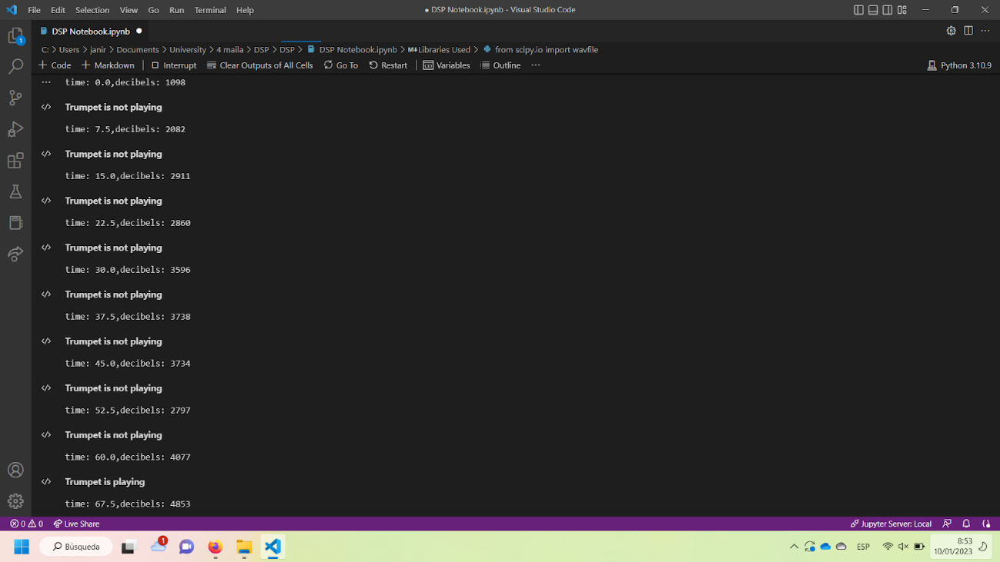 File Edit Selection View Go Run Terminal Help
● DSP Notebook.ipynb - Visual Studio Code
1
DSP Notebook.ipynb ●
C: > Users > janir > Documents > University > 4 maila > DSP > DSP > DSP Notebook.ipynb > M↓Libraries Used > from scipy.io import wavfile
+ Code + Markdown | Interrupt Clear Outputs of All Cells Go To Restart | Variables Outline ···
Python 3.10.9
··· time: 0.0,decibels: 1098
</> Trumpet is not playing
time: 7.5,decibels: 2082
</> Trumpet is not playing
time: 15.0,decibels: 2911
</> Trumpet is not playing
time: 22.5,decibels: 2860
</> Trumpet is not playing
time: 30.0,decibels: 3596
</> Trumpet is not playing
time: 37.5,decibels: 3738
</> Trumpet is not playing
time: 45.0,decibels: 3734
</> Trumpet is not playing
time: 52.5,decibels: 2797
</> Trumpet is not playing
time: 60.0,decibels: 4077
</> Trumpet is playing
time: 67.5,decibels: 4853
0 0 Live Share
Jupyter Server: Local
Búsqueda
1
ESP
8:53
10/01/2023